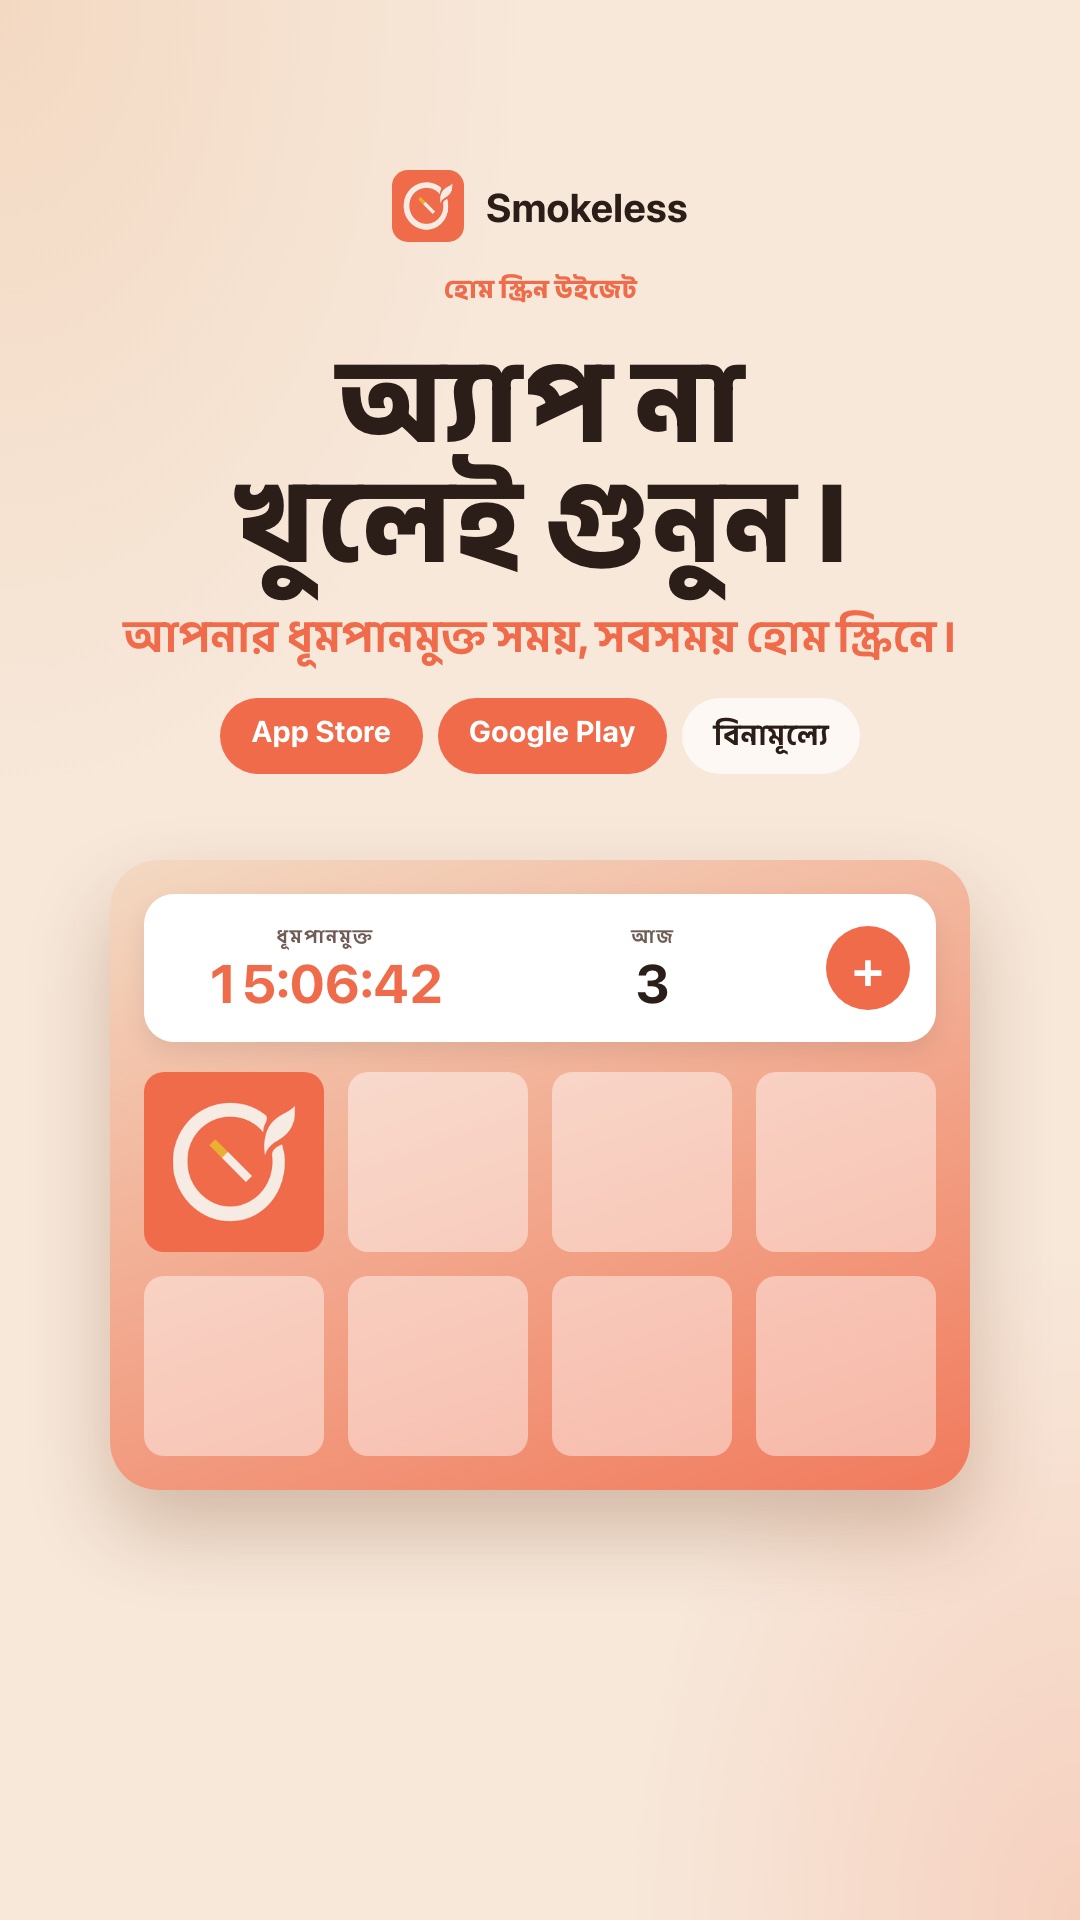 Smokeless
হোম স্ক্রিন উইজেট
অ্যাপ না
খুলেই গুনুন।
আপনার ধূমপানমুক্ত সময়, সবসময় হোম স্ক্রিনে।
App Store
Google Play
বিনামূল্যে
ধূমপানমুক্ত
আজ
15:06:42
3
+